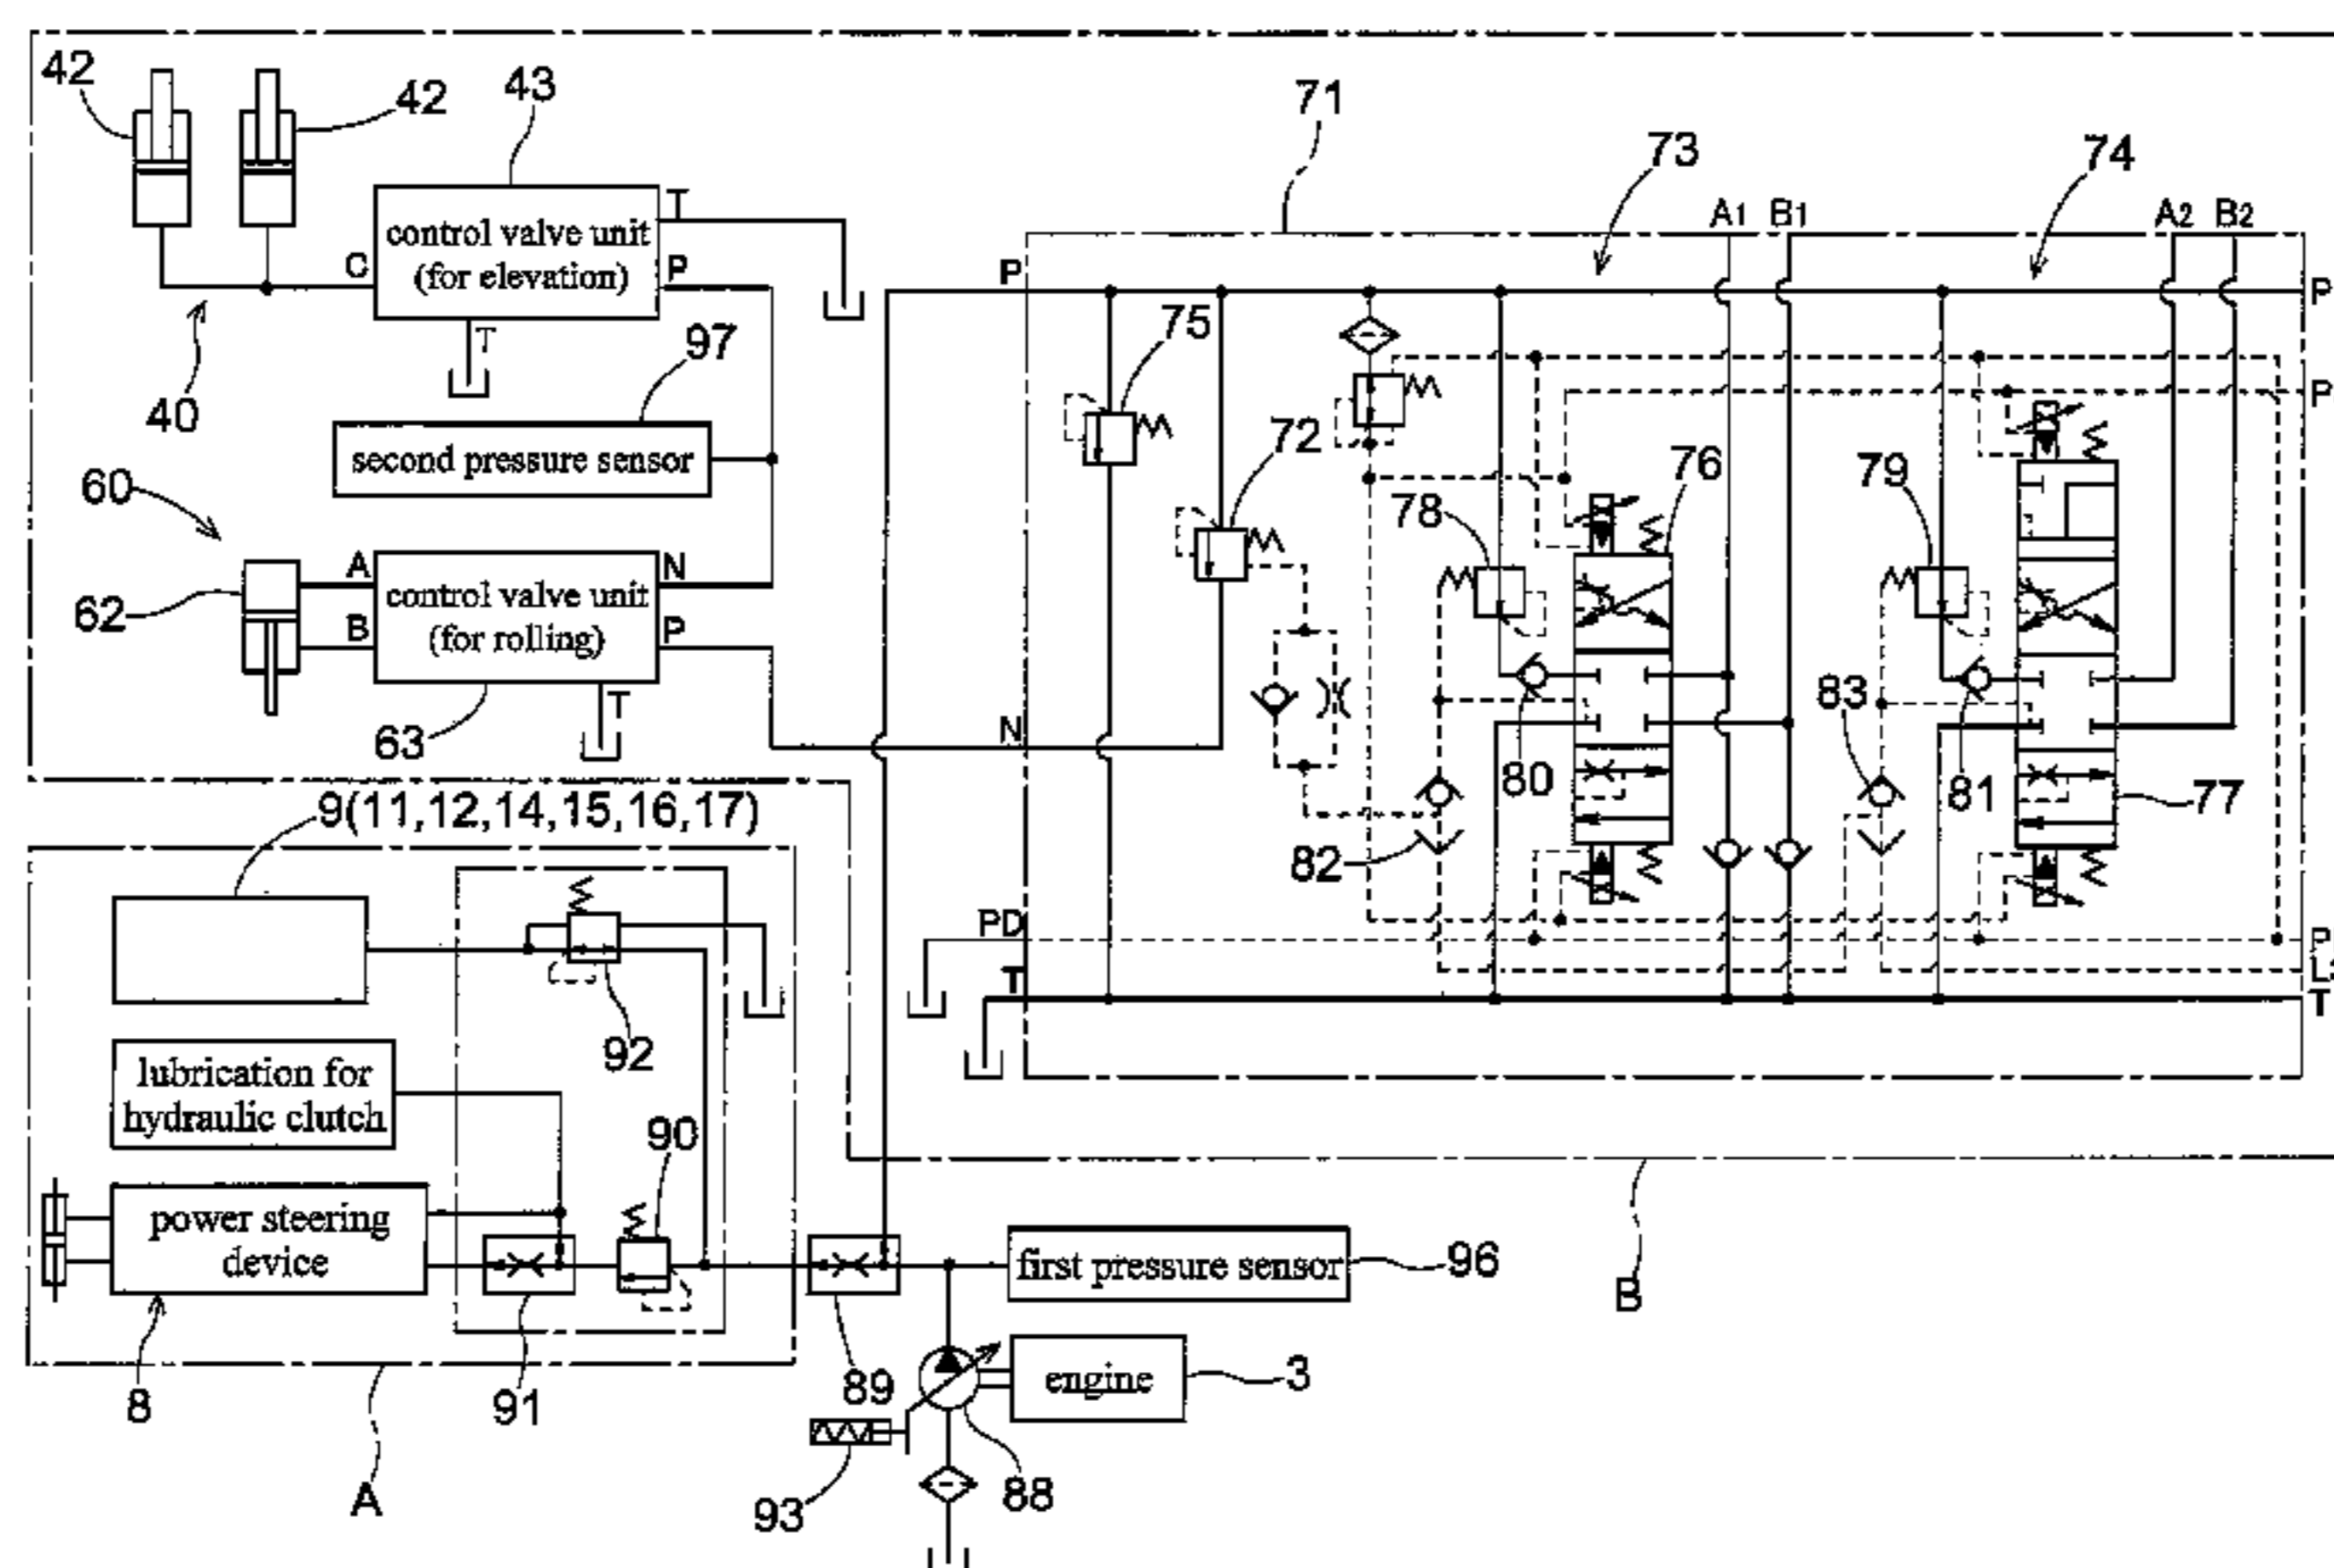 42
42
43
71
73
74
A1 B1
A2 B2
T
control valve unit
(for elevation)
C
P
P
P
T
75
97
40
second pressure sensor
P
72
76
79
60
78
A
N
62
control valve unit
(for rolling)
B
P
83
T
N
63
80
81
77
9(11,12,14,15,16,17)
82
PD
T
T
92
lubrication for
hydraulic clutch
90
power steering
device
first pressure sensor
96
B
8
91
89
engine
3
A
93
88